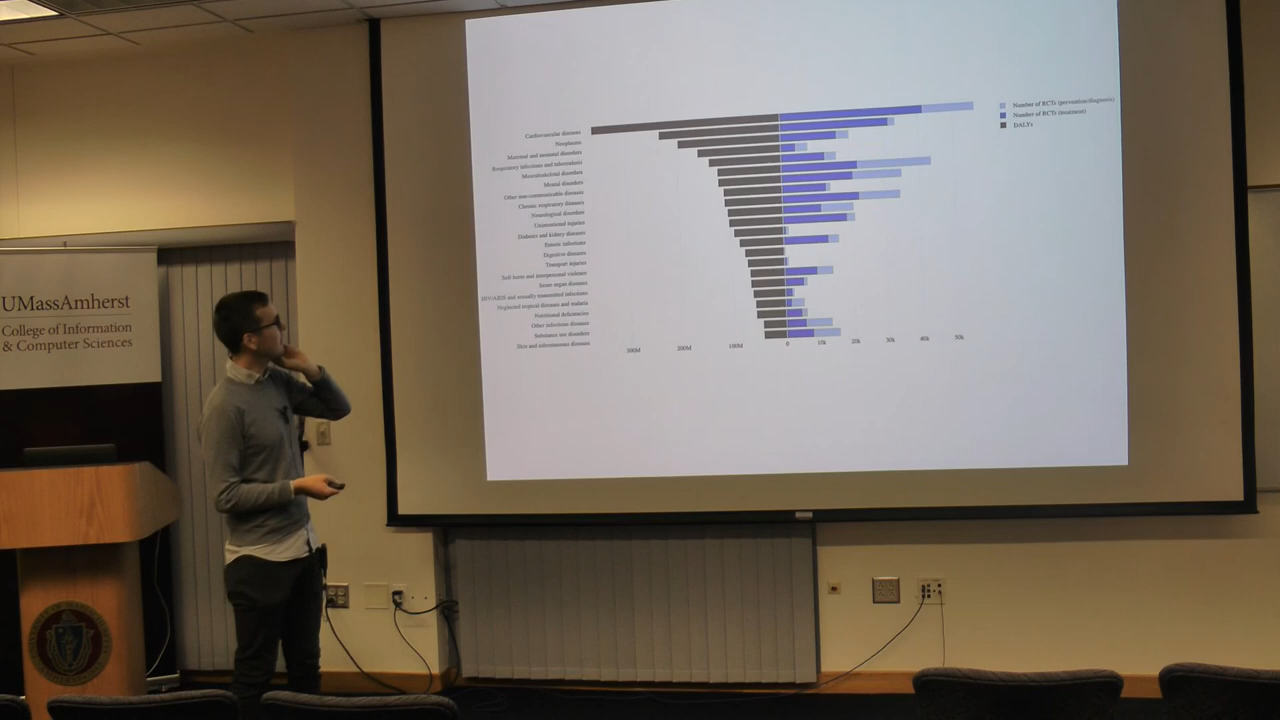 UMassAmherst
College of Information
& Computer Sciences
Number of RCTs (prevention/diagnosis)
Number of RCTs (treatment)
DALYs
Cardiovascular diseases
Neoplasms
Maternal and neonatal disorders
Respiratory infections and tuberculosis
Musculoskeletal disorders
Mental disorders
Other non-communicable diseases
Chronic respiratory diseases
Neurological disorders
Unintentional injuries
Diabetes and kidney diseases
Enteric infections
Digestive diseases
Transport injuries
Self-harm and interpersonal violence
Sense organ diseases
HIV/AIDS and sexually transmitted infections
Neglected tropical diseases and malaria
Nutritional deficiencies
Other infectious diseases
Substance use disorders
Skin and subcutaneous diseases
300M 200M 100M 0 10k 20k 30k 40k 50k